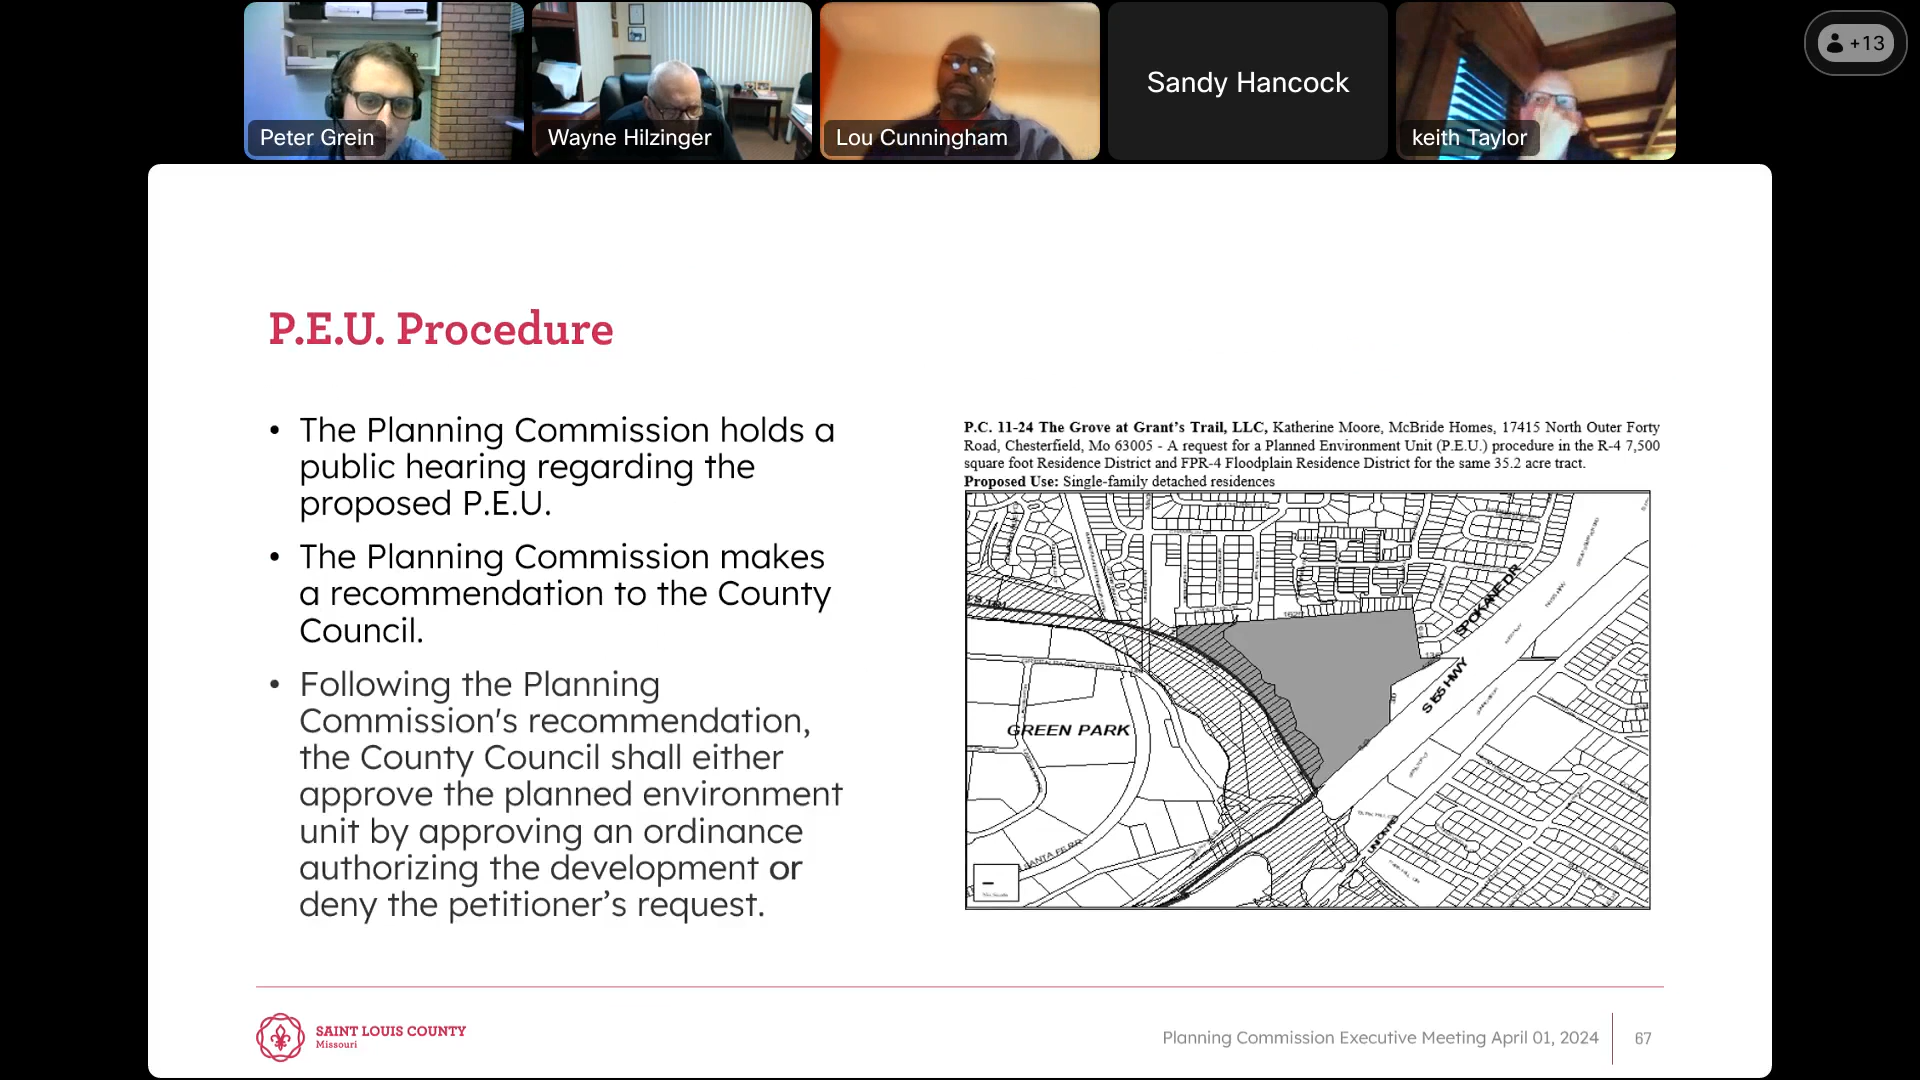 +13
Peter Grein
Wayne Hilzinger
Lou Cunningham
Sandy Hancock
keith Taylor
P.E.U. Procedure
• The Planning Commission holds a
public hearing regarding the
proposed P.E.U.
• The Planning Commission makes
a recommendation to the County
Council.
• Following the Planning
Commission's recommendation,
the County Council shall either
approve the planned environment
unit by approving an ordinance
authorizing the development or
deny the petitioner’s request.
P.C. 11-24 The Grove at Grant’s Trail, LLC, Katherine Moore, McBride Homes, 17415 North Outer Forty
Road, Chesterfield, Mo 63005 - A request for a Planned Environment Unit (P.E.U.) procedure in the R-4 7,500
square foot Residence District and FPR-4 Floodplain Residence District for the same 35.2 acre tract.
Proposed Use: Single-family detached residences
SPOKANE DR
S I55 HWY
GREEN PARK
UNION RD
SANTA FE RR
SAINT LOUIS COUNTY
Missouri
Planning Commission Executive Meeting April 01, 2024
67